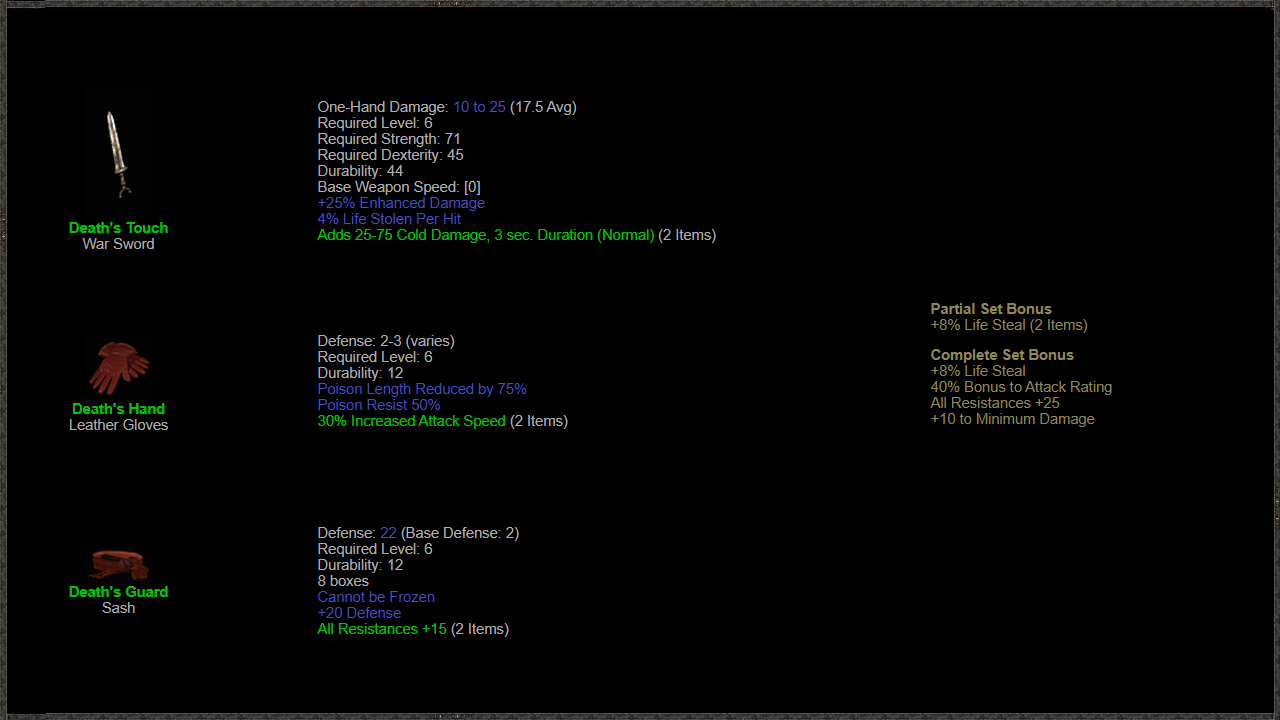 Death's Touch
War Sword
One-Hand Damage: 10 to 25 (17.5 Avg)
Required Level: 6
Required Strength: 71
Required Dexterity: 45
Durability: 44
Base Weapon Speed: [0]
+25% Enhanced Damage
4% Life Stolen Per Hit
Adds 25-75 Cold Damage, 3 sec. Duration (Normal) (2 Items)
Death's Hand
Leather Gloves
Defense: 2-3 (varies)
Required Level: 6
Durability: 12
Poison Length Reduced by 75%
Poison Resist 50%
30% Increased Attack Speed (2 Items)
Death's Guard
Sash
Defense: 22 (Base Defense: 2)
Required Level: 6
Durability: 12
8 boxes
Cannot be Frozen
+20 Defense
All Resistances +15 (2 Items)
Partial Set Bonus
+8% Life Steal (2 Items)
Complete Set Bonus
+8% Life Steal
40% Bonus to Attack Rating
All Resistances +25
+10 to Minimum Damage